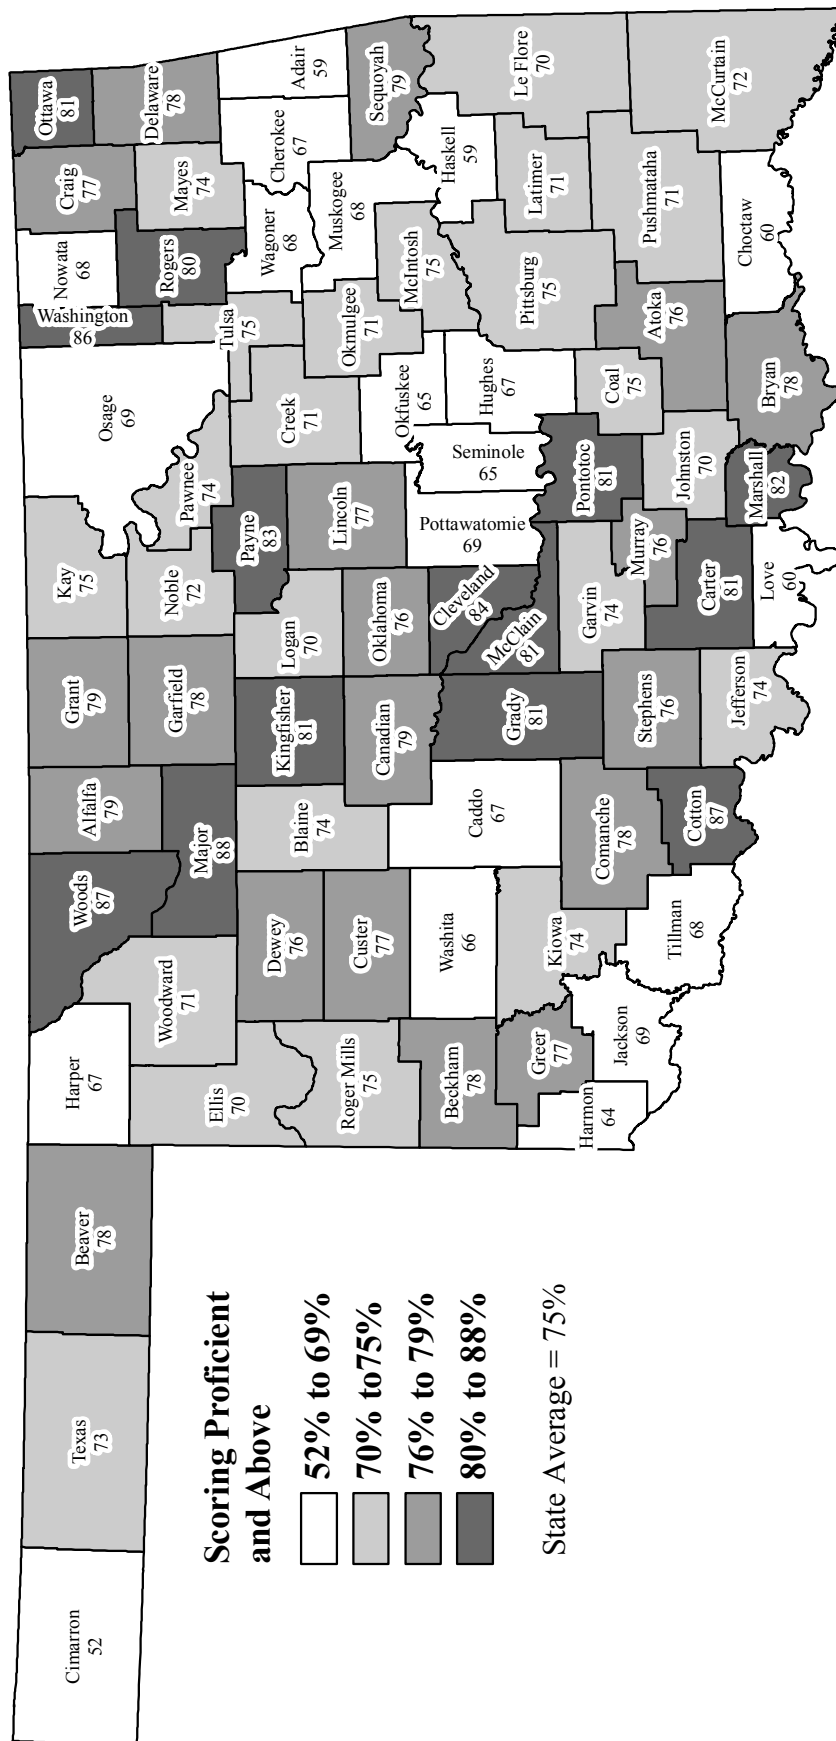 Cimarron
52
Texas
73
Beaver
78
Harper
67
Woods
87
Alfalfa
79
Grant
79
Kay
75
Osage
69
Washington
86
Nowata
68
Craig
77
Ottawa
81
Delaware
78
Mayes
74
Rogers
80
Ellis
70
Woodward
71
Major
88
Garfield
78
Noble
72
Pawnee
74
Tulsa
75
Wagoner
68
Cherokee
67
Adair
59
Roger Mills
75
Dewey
76
Blaine
74
Kingfisher
81
Logan
70
Payne
83
Creek
71
Okmulgee
71
Muskogee
68
Sequoyah
79
Custer
77
Canadian
79
Oklahoma
76
Lincoln
77
Okfuskee
65
McIntosh
75
Haskell
59
Le Flore
70
Beckham
78
Washita
66
Caddo
67
Grady
81
McClain
81
Cleveland
84
Pottawatomie
69
Seminole
65
Hughes
67
Pittsburg
75
Latimer
71
Greer
77
Kiowa
74
Harmon
64
Jackson
69
Comanche
78
Stephens
76
Garvin
74
Murray
76
Pontotoc
81
Coal
75
Atoka
76
Pushmataha
71
McCurtain
72
Tillman
68
Cotton
87
Jefferson
74
Carter
81
Love
60
Johnston
70
Marshall
82
Bryan
78
Choctaw
60
Scoring Proficient
and Above
52% to 69%
70% to75%
76% to 79%
80% to 88%
State Average = 75%